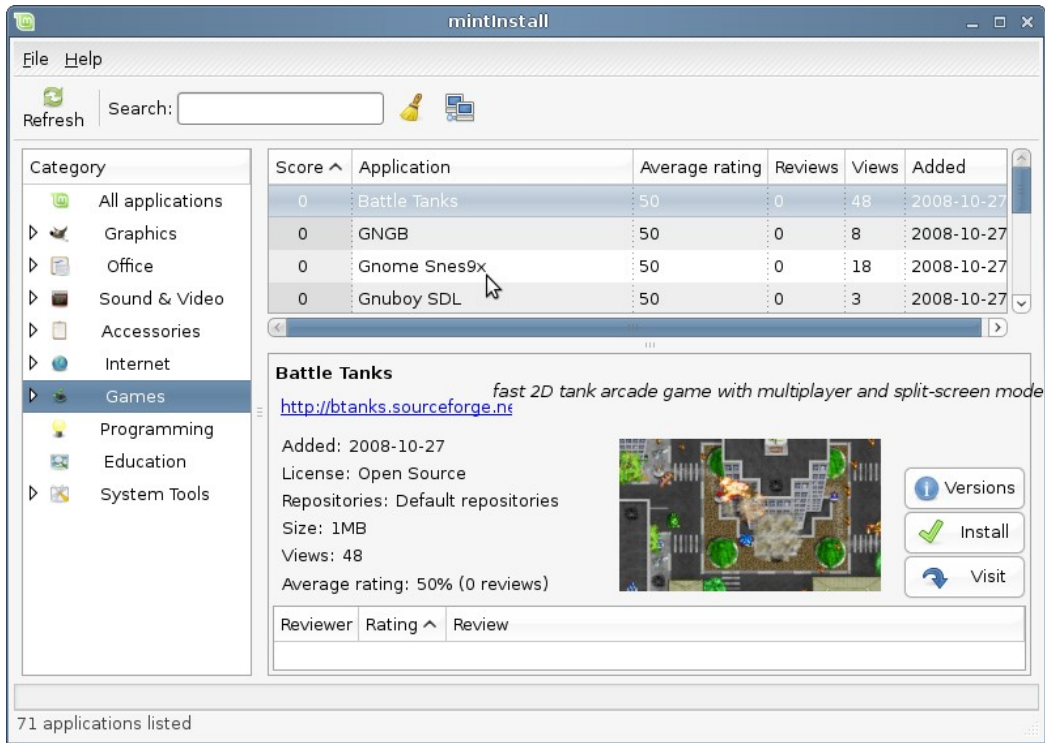 mintInstall
File Help
Refresh Search:
Category
All applications
Graphics
Office
Sound & Video
Accessories
Internet
Games
Programming
Education
System Tools
Score Application Average rating Reviews Views Added
0 Battle Tanks 50 0 48 2008-10-27
0 GNGB 50 0 8 2008-10-27
0 Gnome Snes9x 50 0 18 2008-10-27
0 Gnuboy SDL 50 0 3 2008-10-27
Battle Tanks
fast 2D tank arcade game with multiplayer and split-screen mode
http://btanks.sourceforge.ne
Added: 2008-10-27
License: Open Source
Repositories: Default repositories
Size: 1MB
Views: 48
Average rating: 50% (0 reviews)
Versions
Install
Visit
Reviewer Rating Review
71 applications listed